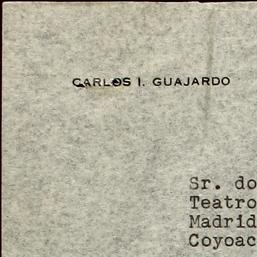 CARLOS I. GUAJARDO
Sr. do
Teatro
Madrid
Coyoac